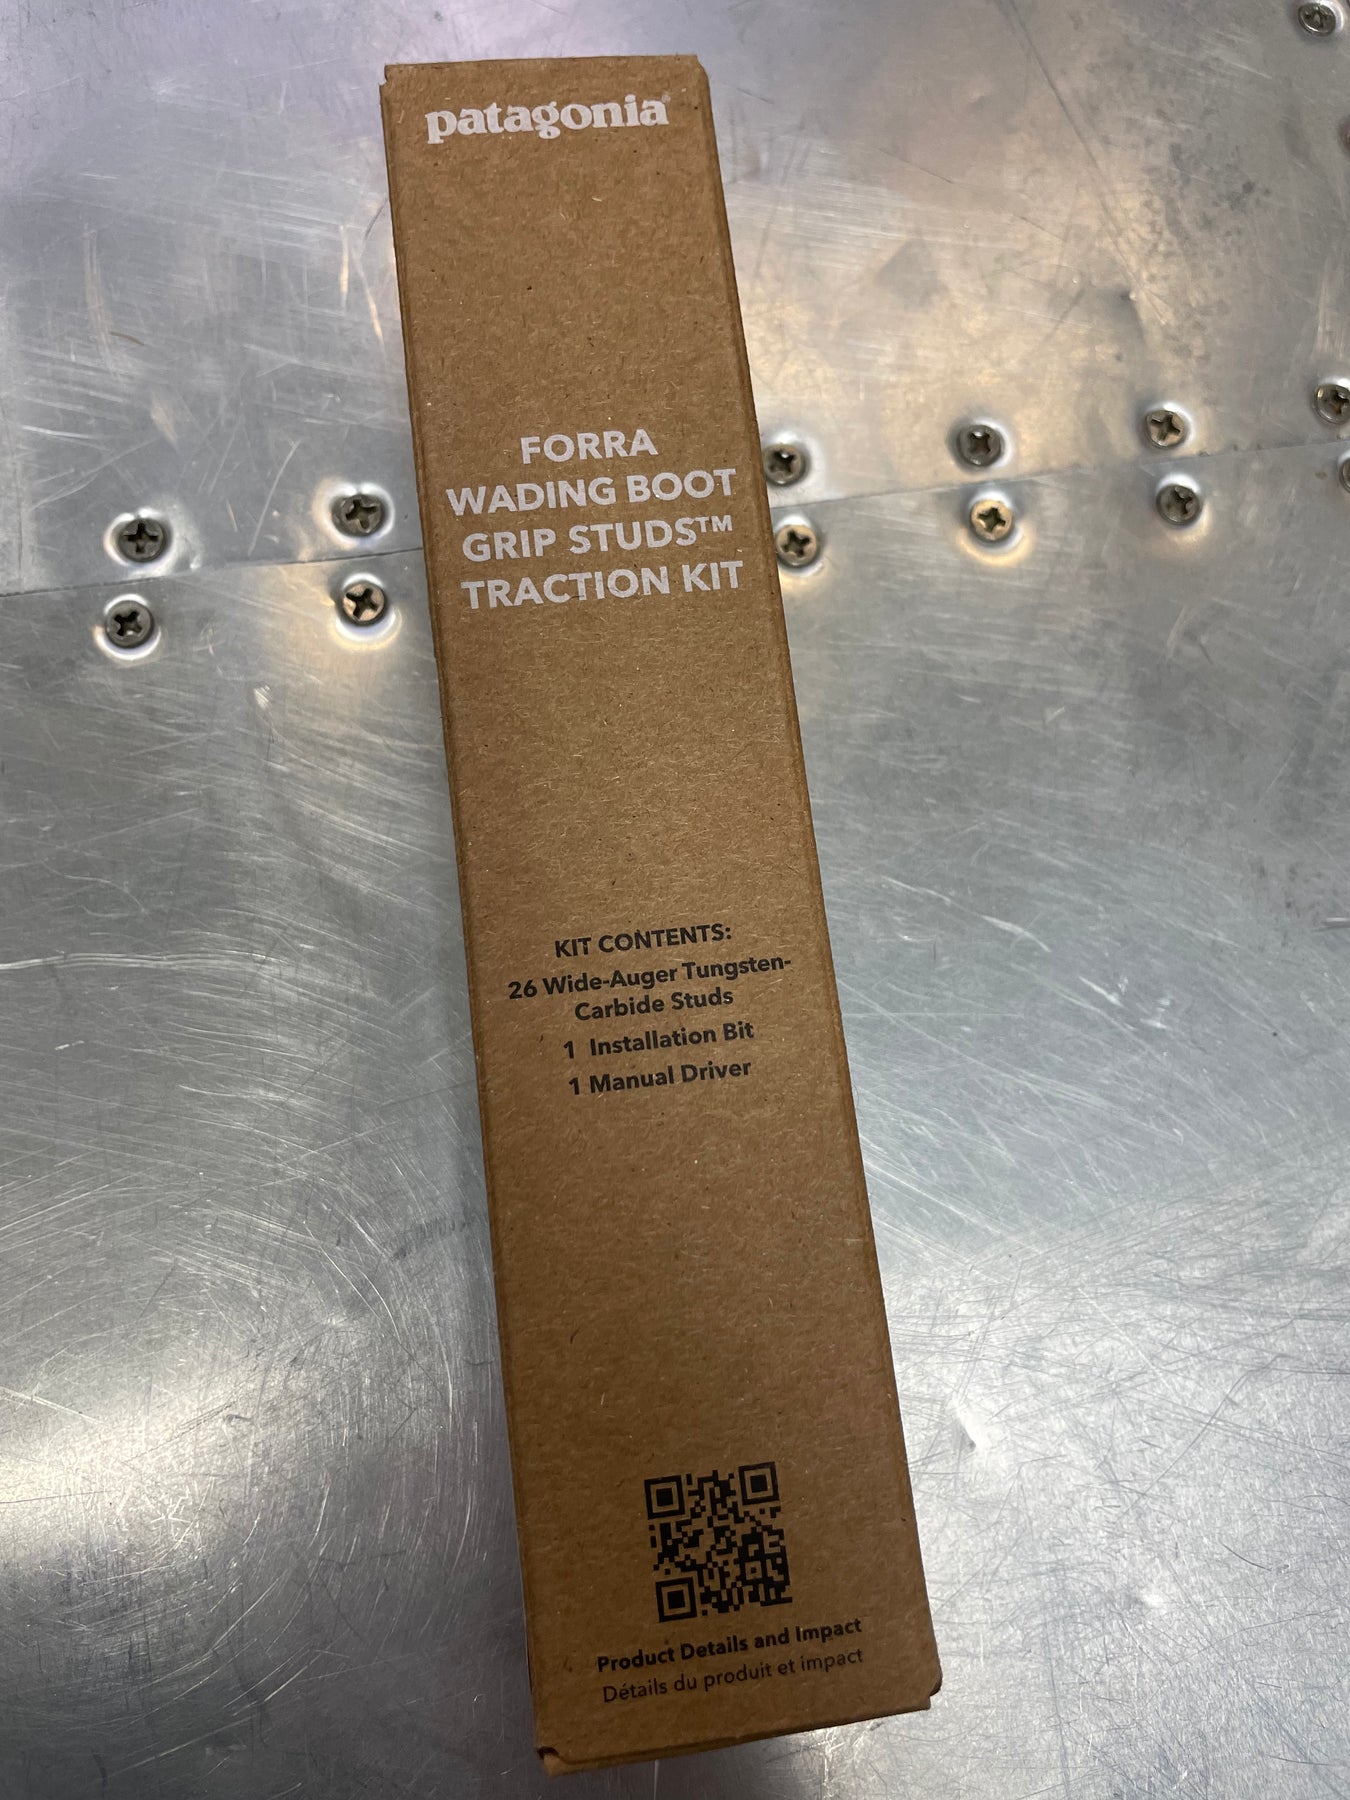 patagonia®
FORRA
WADING BOOT
GRIP STUDS™
TRACTION KIT
KIT CONTENTS:
26 Wide-Auger Tungsten-
Carbide Studs
1 Installation Bit
1 Manual Driver
Product Details and Impact
Détails du produit et impact